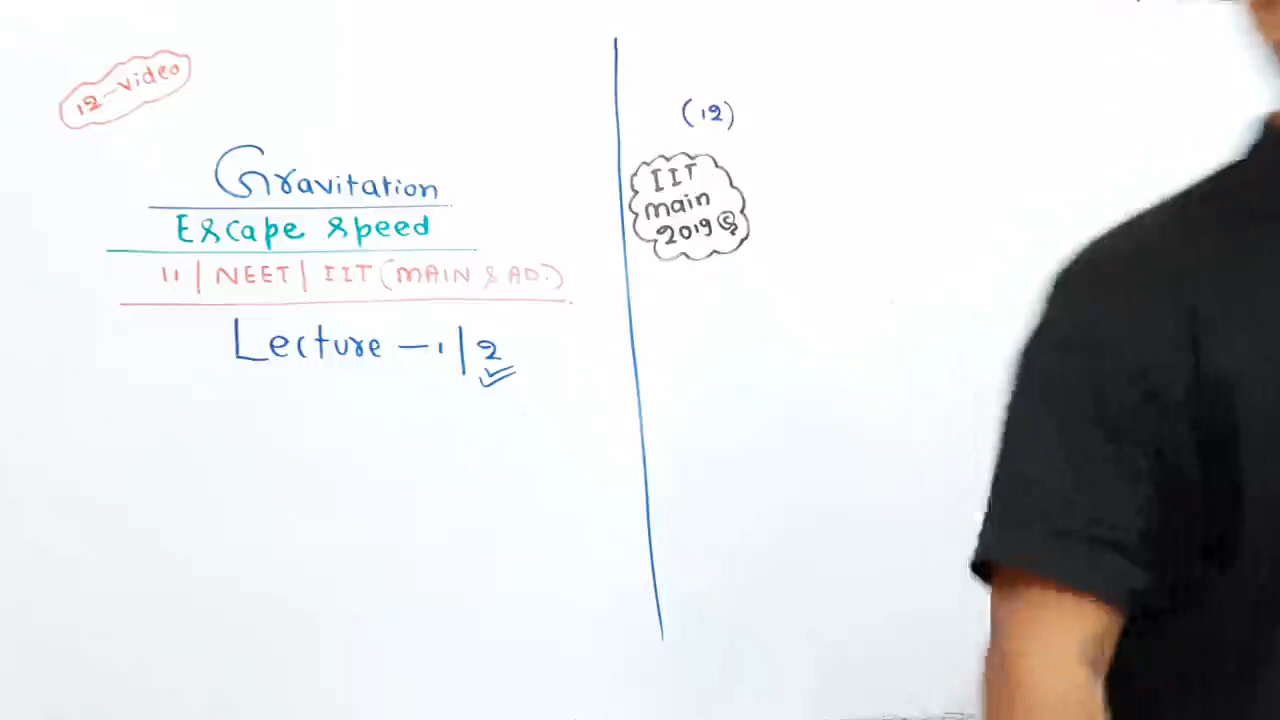 12-video
Gravitation
Escape speed
11 | NEET | IIT (MAIN & AD.)
Lecture - 1 | 2
(12)
IIT
main
2019